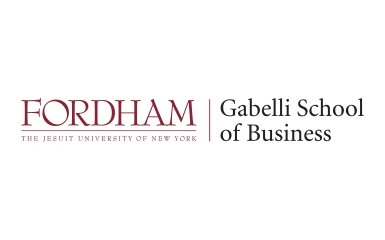 FORDHAM
THE JESUIT UNIVERSITY OF NEW YORK
Gabelli School
of Business